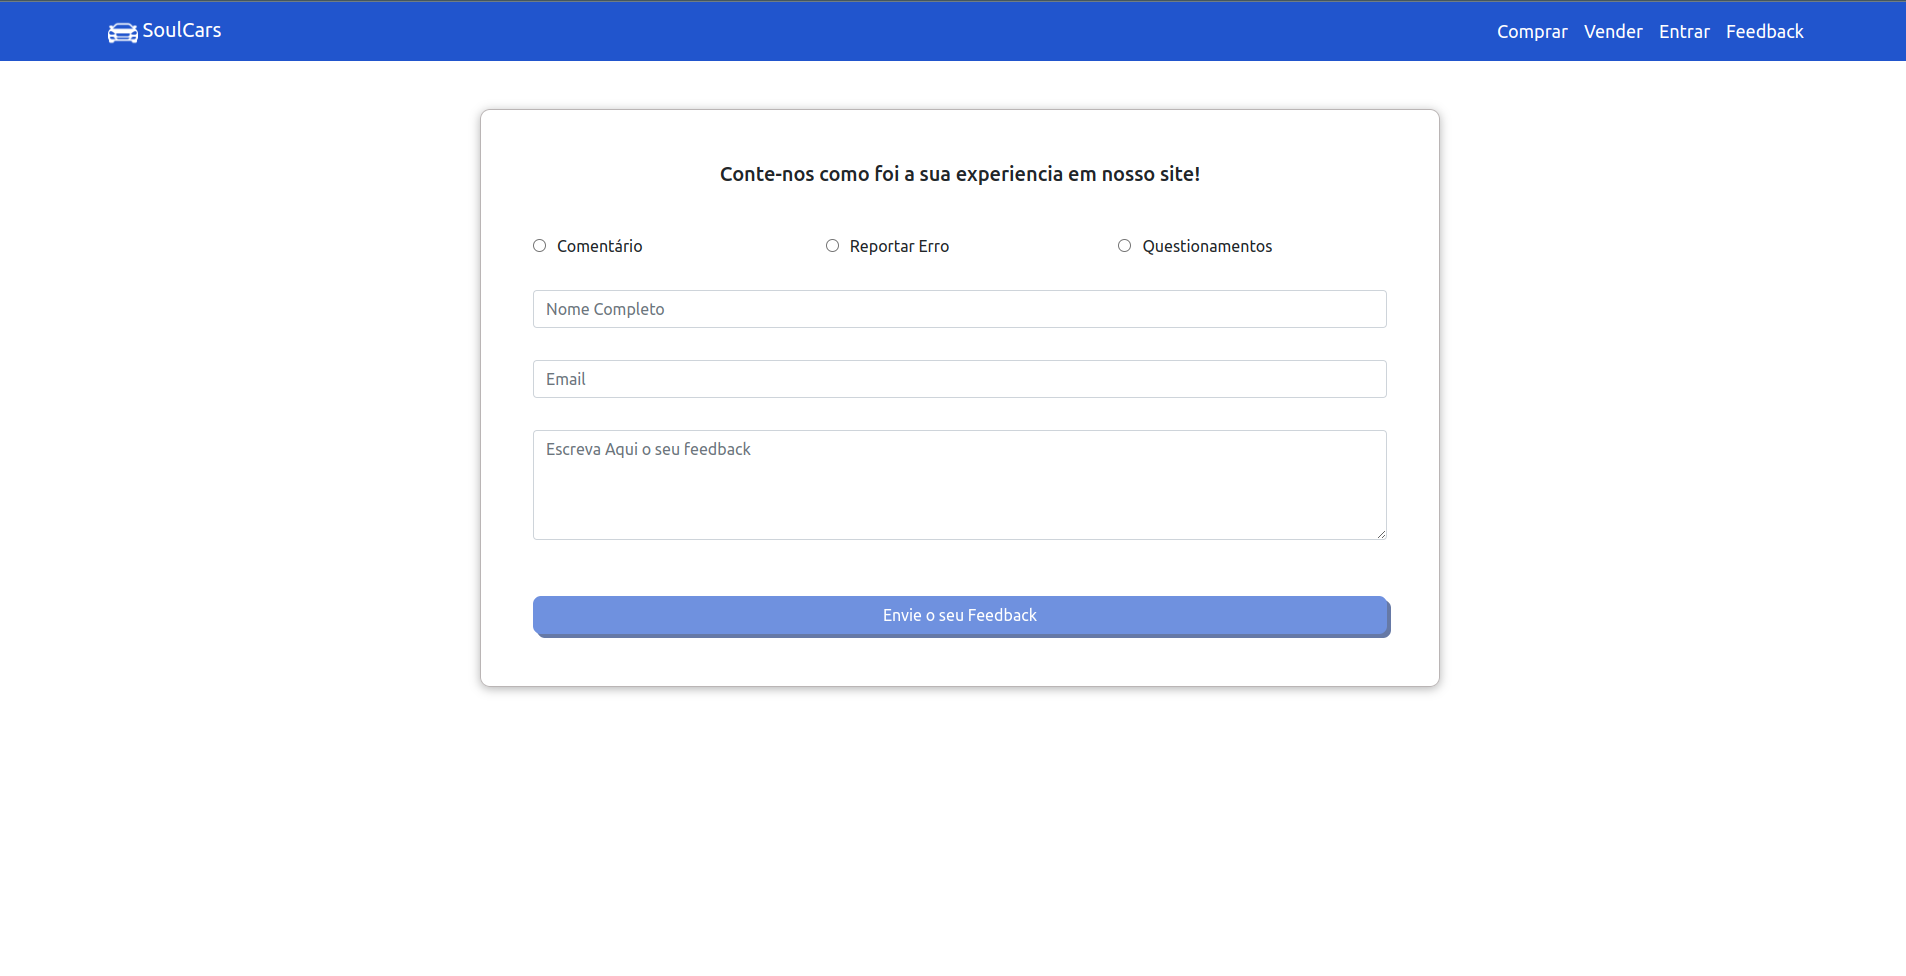 SoulCars
Comprar Vender Entrar Feedback
Conte-nos como foi a sua experiencia em nosso site!
Comentário Reportar Erro Questionamentos
Nome Completo
Email
Escreva Aqui o seu feedback
Envie o seu Feedback